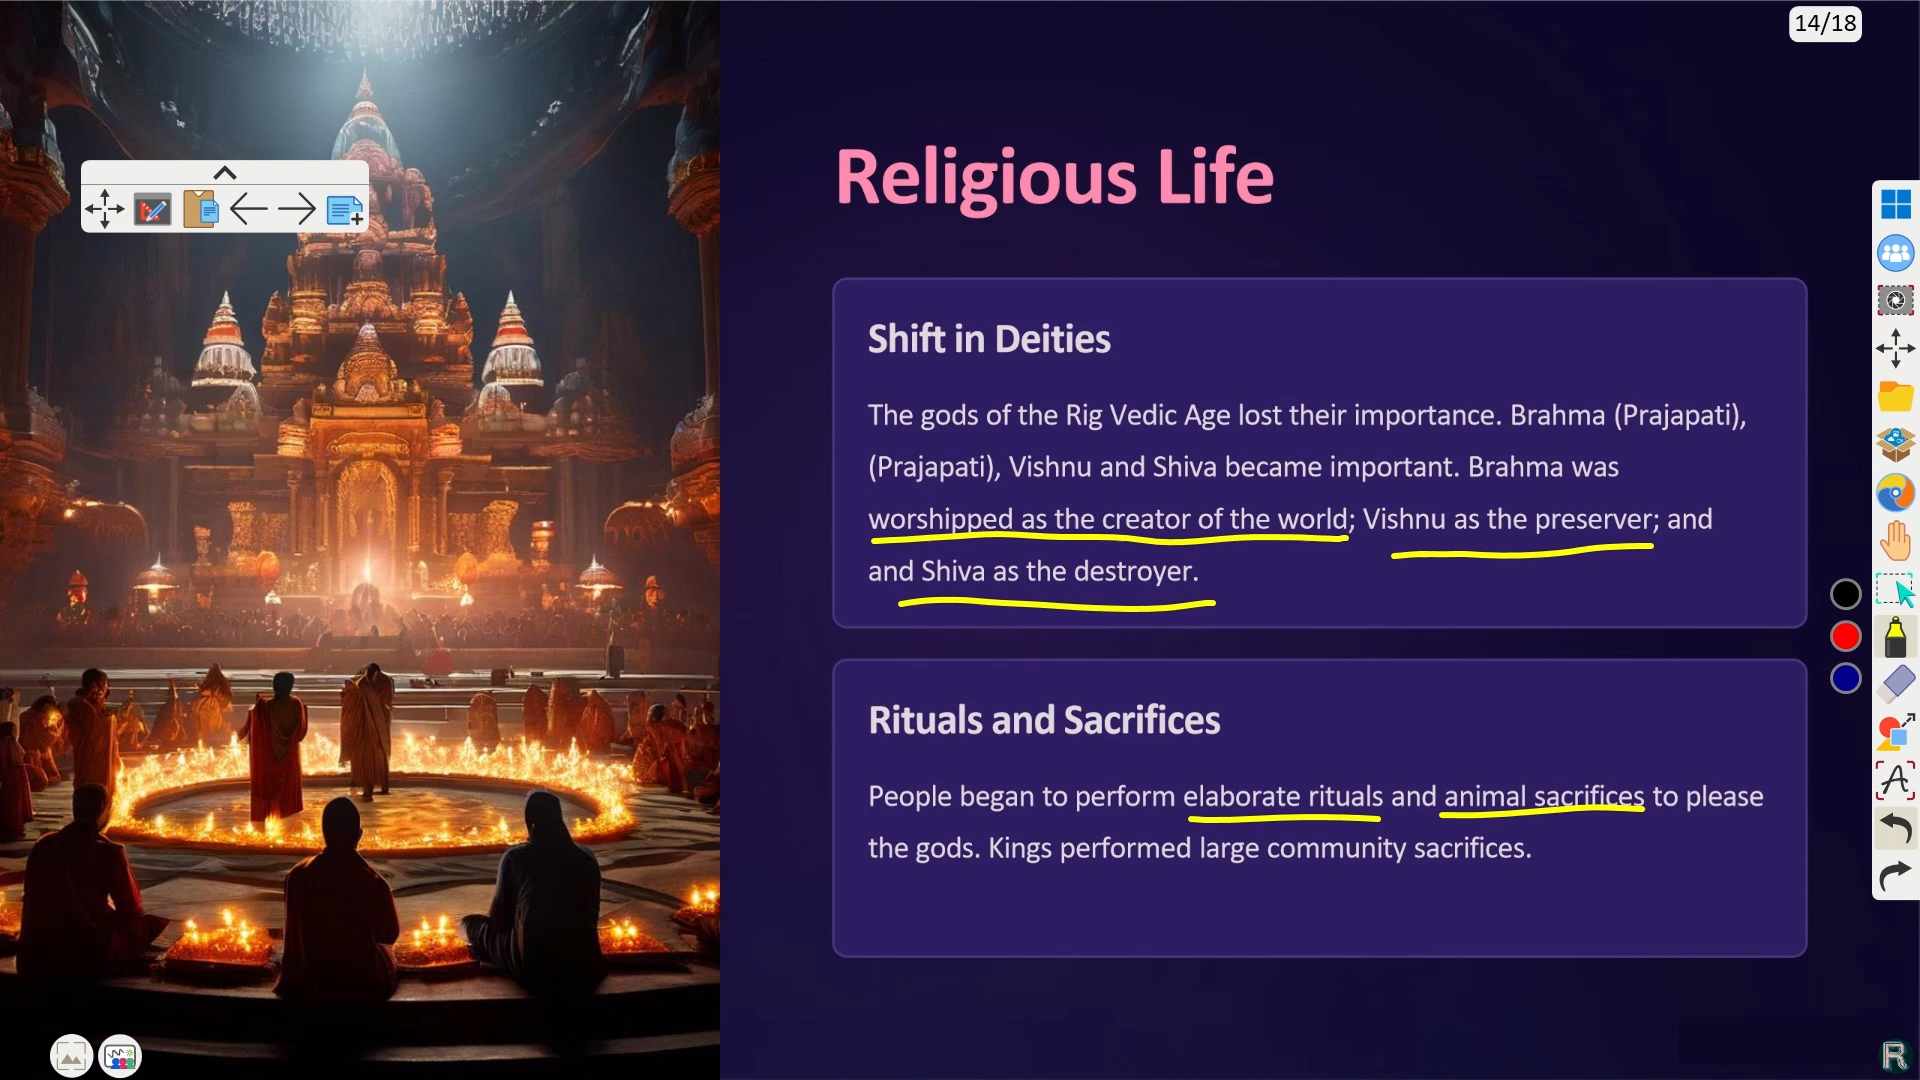 14/18
Religious Life
Shift in Deities
The gods of the Rig Vedic Age lost their importance. Brahma (Prajapati),
(Prajapati), Vishnu and Shiva became important. Brahma was
worshipped as the creator of the world; Vishnu as the preserver; and
and Shiva as the destroyer.
Rituals and Sacrifices
People began to perform elaborate rituals and animal sacrifices to please
the gods. Kings performed large community sacrifices.